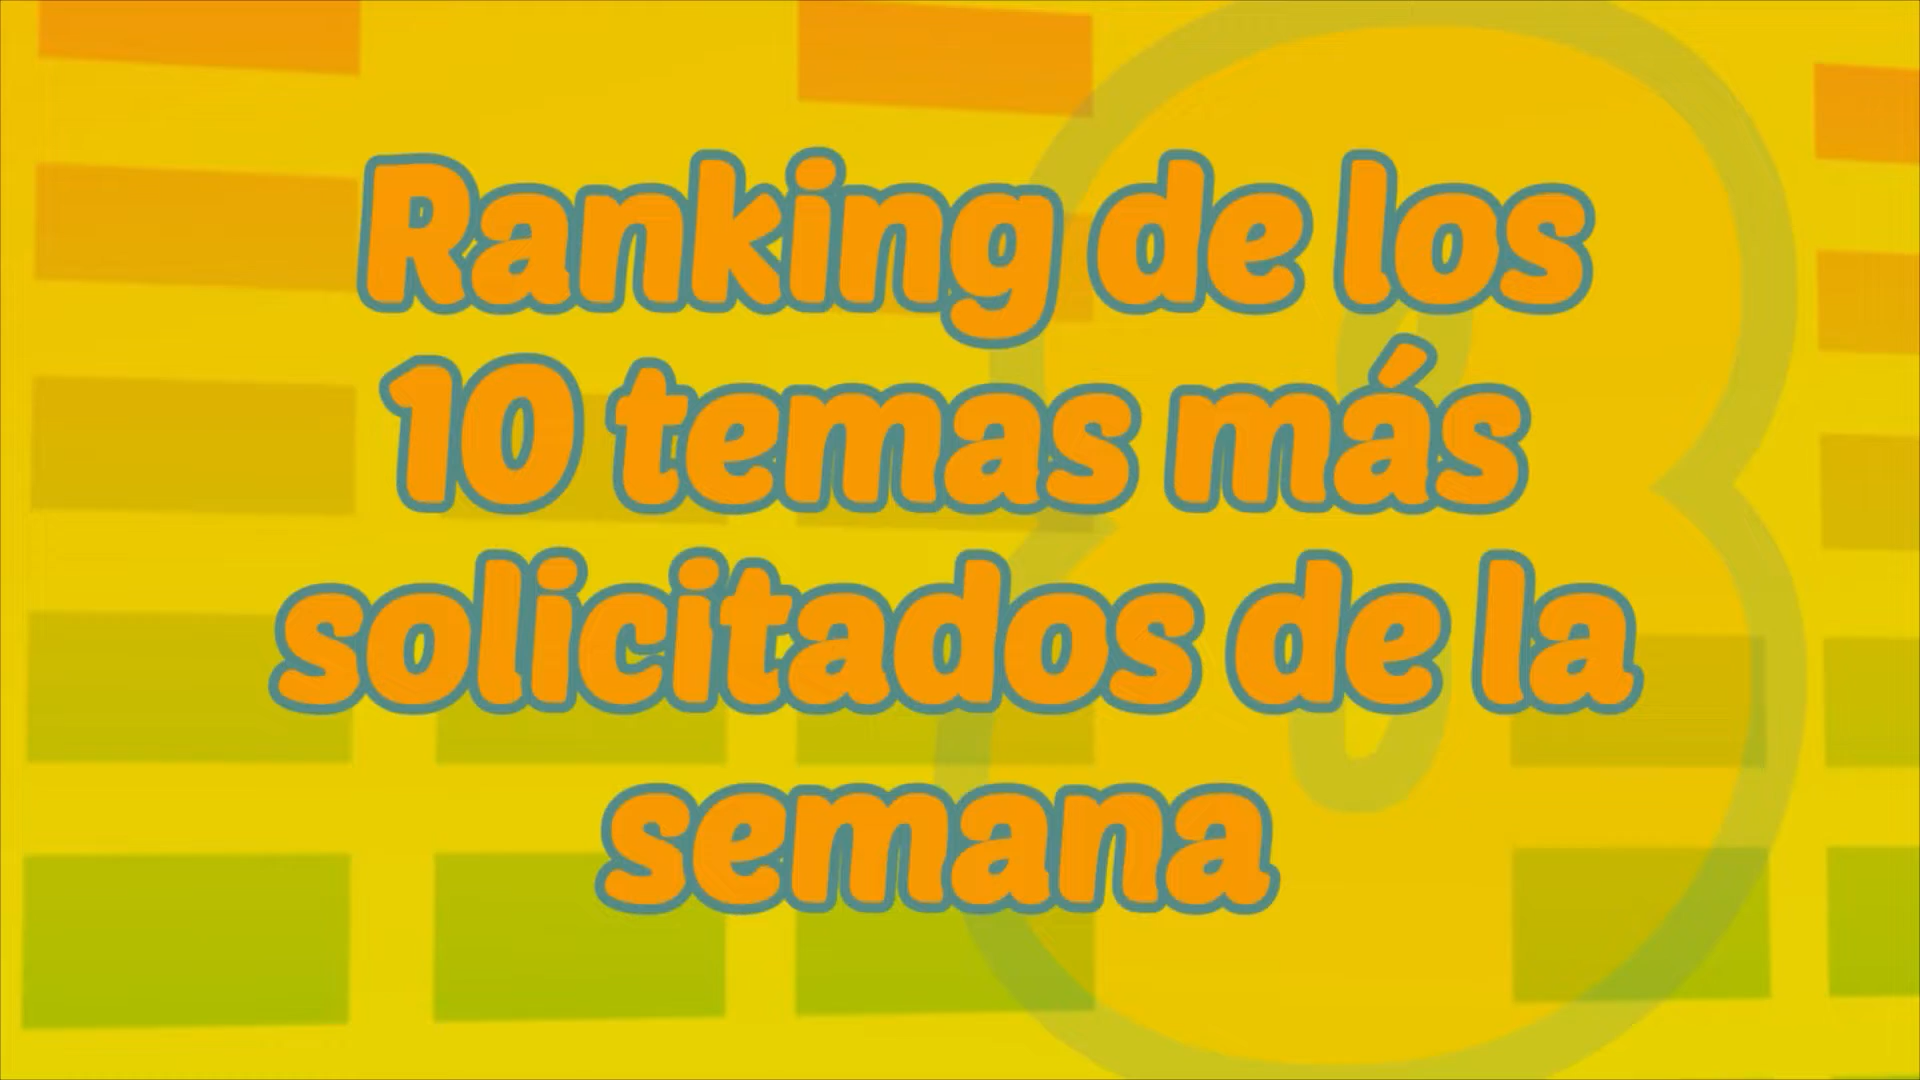 Ranking de los
10 temas más
solicitados de la
semana